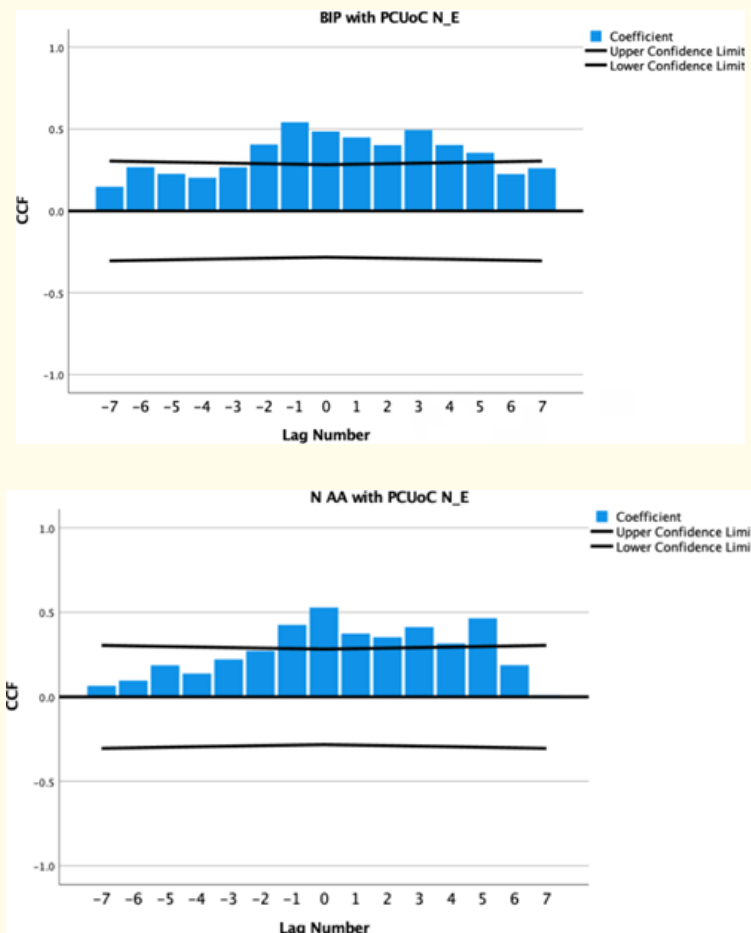 BIP with PCUoC N_E
Coefficient
Upper Confidence Limit
Lower Confidence Limit
1.0
0.5
0.0
-0.5
-1.0
CCF
-7 -6 -5 -4 -3 -2 -1 0 1 2 3 4 5 6 7
Lag Number
N AA with PCUoC N_E
Coefficient
Upper Confidence Limi
Lower Confidence Limi
1.0
0.5
0.0
-0.5
-1.0
CCF
-7 -6 -5 -4 -3 -2 -1 0 1 2 3 4 5 6 7
Lag Number